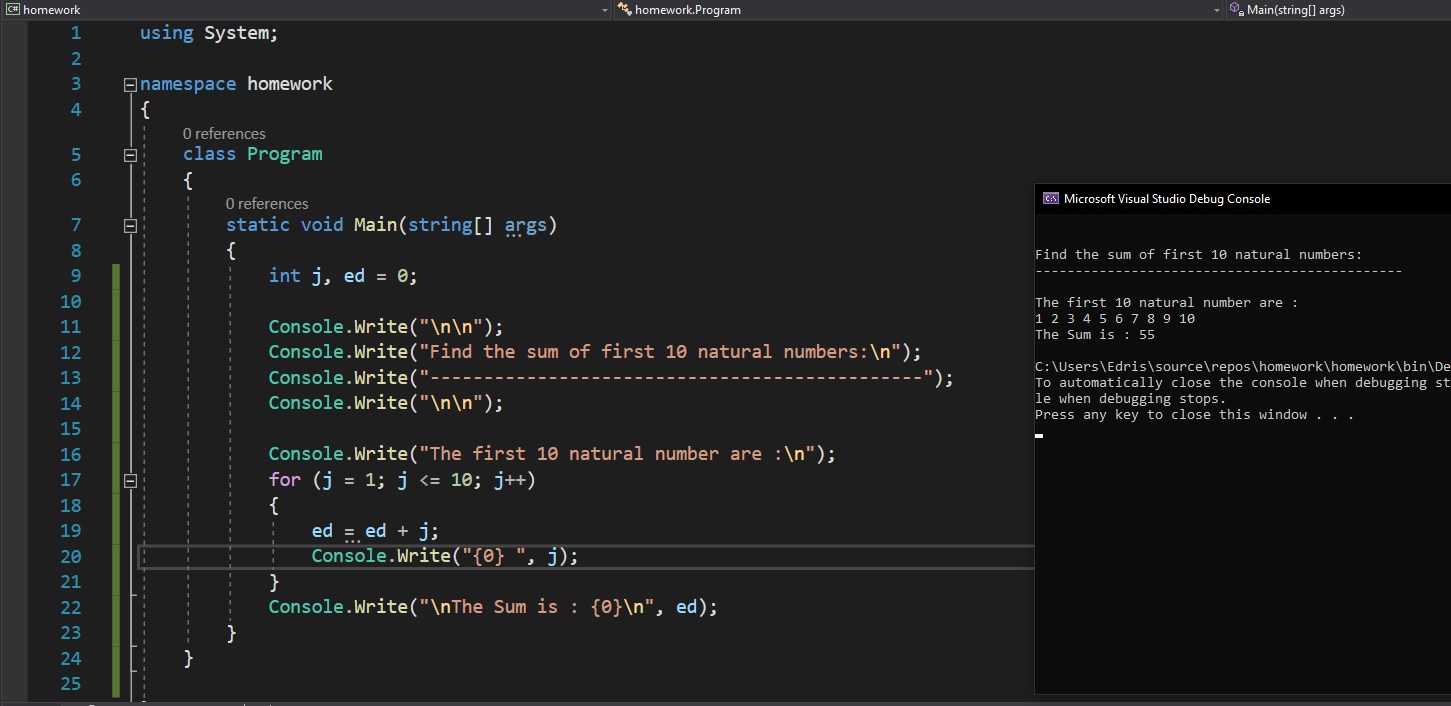 C# homework
homework.Program
Main(string[] args)
1 using System;
2
3 namespace homework
4 {
0 references
5 class Program
6 {
0 references
7 static void Main(string[] args)
8 {
9 int j, ed = 0;
10
11 Console.Write("\n\n");
12 Console.Write("Find the sum of first 10 natural numbers:\n");
13 Console.Write("----------------------------------------------");
14 Console.Write("\n\n");
15
16 Console.Write("The first 10 natural number are :\n");
17 for (j = 1; j <= 10; j++)
18 {
19 ed = ed + j;
20 Console.Write("{0} ", j);
21 }
22 Console.Write("\nThe Sum is : {0}\n", ed);
23 }
24 }
25
C:\ Microsoft Visual Studio Debug Console
Find the sum of first 10 natural numbers:
----------------------------------------------
The first 10 natural number are :
1 2 3 4 5 6 7 8 9 10
The Sum is : 55
C:\Users\Edris\source\repos\homework\homework\bin\De
To automatically close the console when debugging st
le when debugging stops.
Press any key to close this window . . .